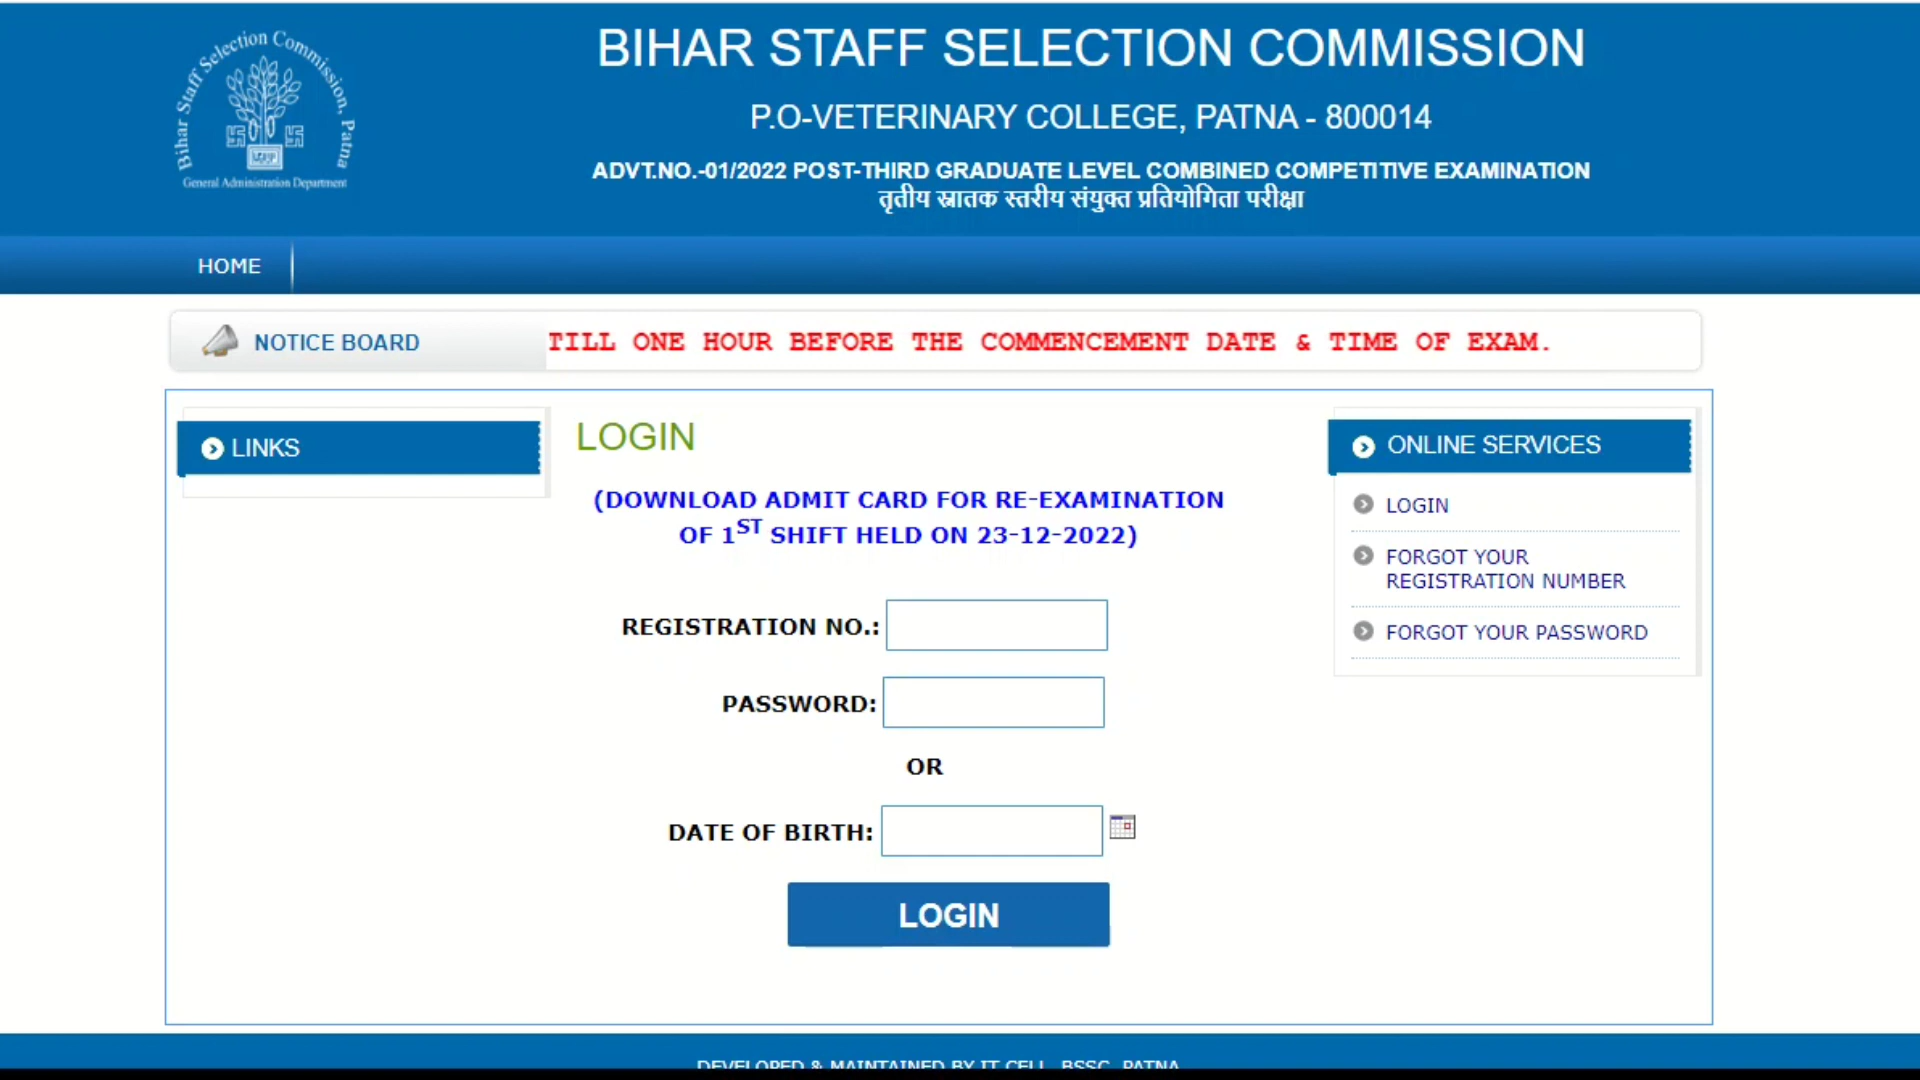 Bihar Staff Selection Commission, Patna
General Administration Department
BIHAR STAFF SELECTION COMMISSION
P.O-VETERINARY COLLEGE, PATNA - 800014
ADVT.NO.-01/2022 POST-THIRD GRADUATE LEVEL COMBINED COMPETITIVE EXAMINATION
तृतीय स्नातक स्तरीय संयुक्त प्रतियोगिता परीक्षा
HOME
NOTICE BOARD
TILL ONE HOUR BEFORE THE COMMENCEMENT DATE & TIME OF EXAM.
LINKS
LOGIN
(DOWNLOAD ADMIT CARD FOR RE-EXAMINATION
OF 1ST SHIFT HELD ON 23-12-2022)
REGISTRATION NO.:
PASSWORD:
OR
DATE OF BIRTH:
LOGIN
ONLINE SERVICES
LOGIN
FORGOT YOUR
REGISTRATION NUMBER
FORGOT YOUR PASSWORD
DEVELOPED & MAINTAINED BY IT CELL, BSSC, PATNA